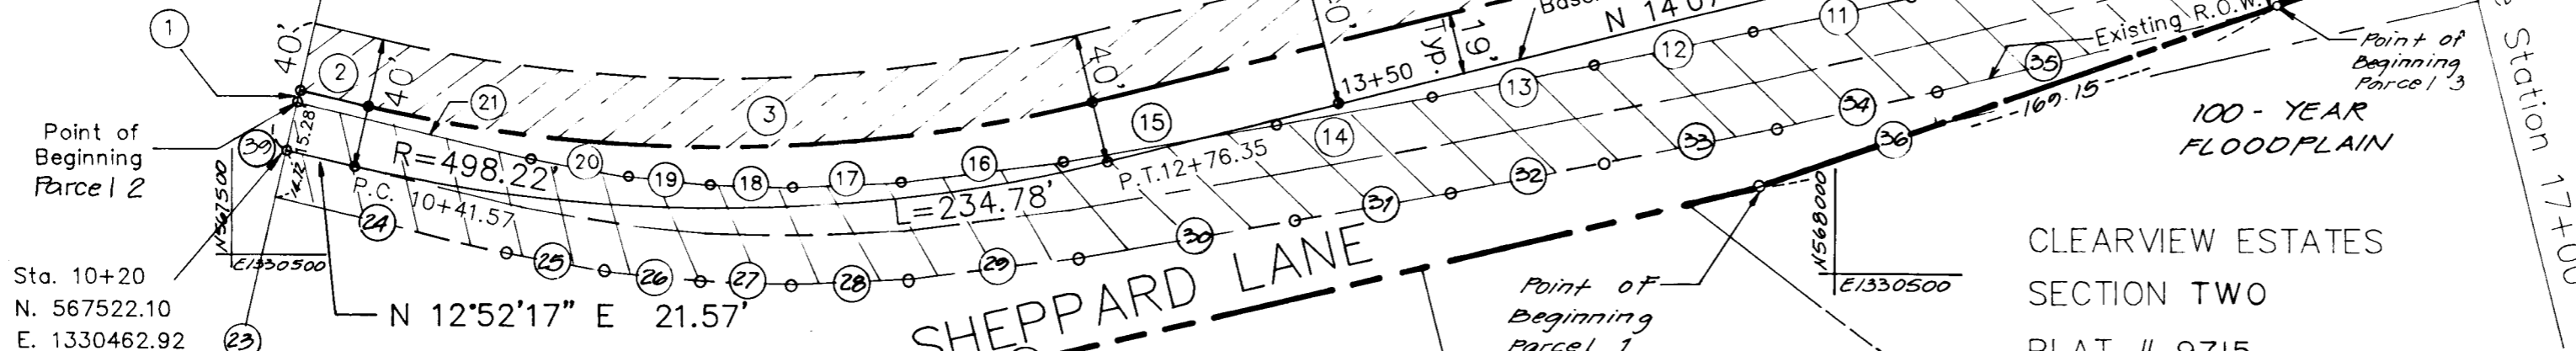 1
40'
2
40'
21
3
40'
15
13+50
19'
Typ.
N 14°07
12
11
13
14
Existing R.O.W.
35
34
33
32
31
30
29
28
27
26
25
24
36
169.15
Point of
Beginning
Parcel 3
100 - YEAR
FLOODPLAIN
Station 17+00
Point of
Beginning
Parcel 2
39
15.28'
14.12
R=498.22'
20
19
18
17
16
P.C. 10+41.57
L=234.78'
P.T.12+76.35
N567500
E1330500
Sta. 10+20
N. 567522.10
E. 1330462.92
23
N 12°52'17" E 21.57'
SHEPPARD LANE
Point of
Beginning
Parcel 1
N568000
E1330500
CLEARVIEW ESTATES
SECTION TWO
PLAT # 9715